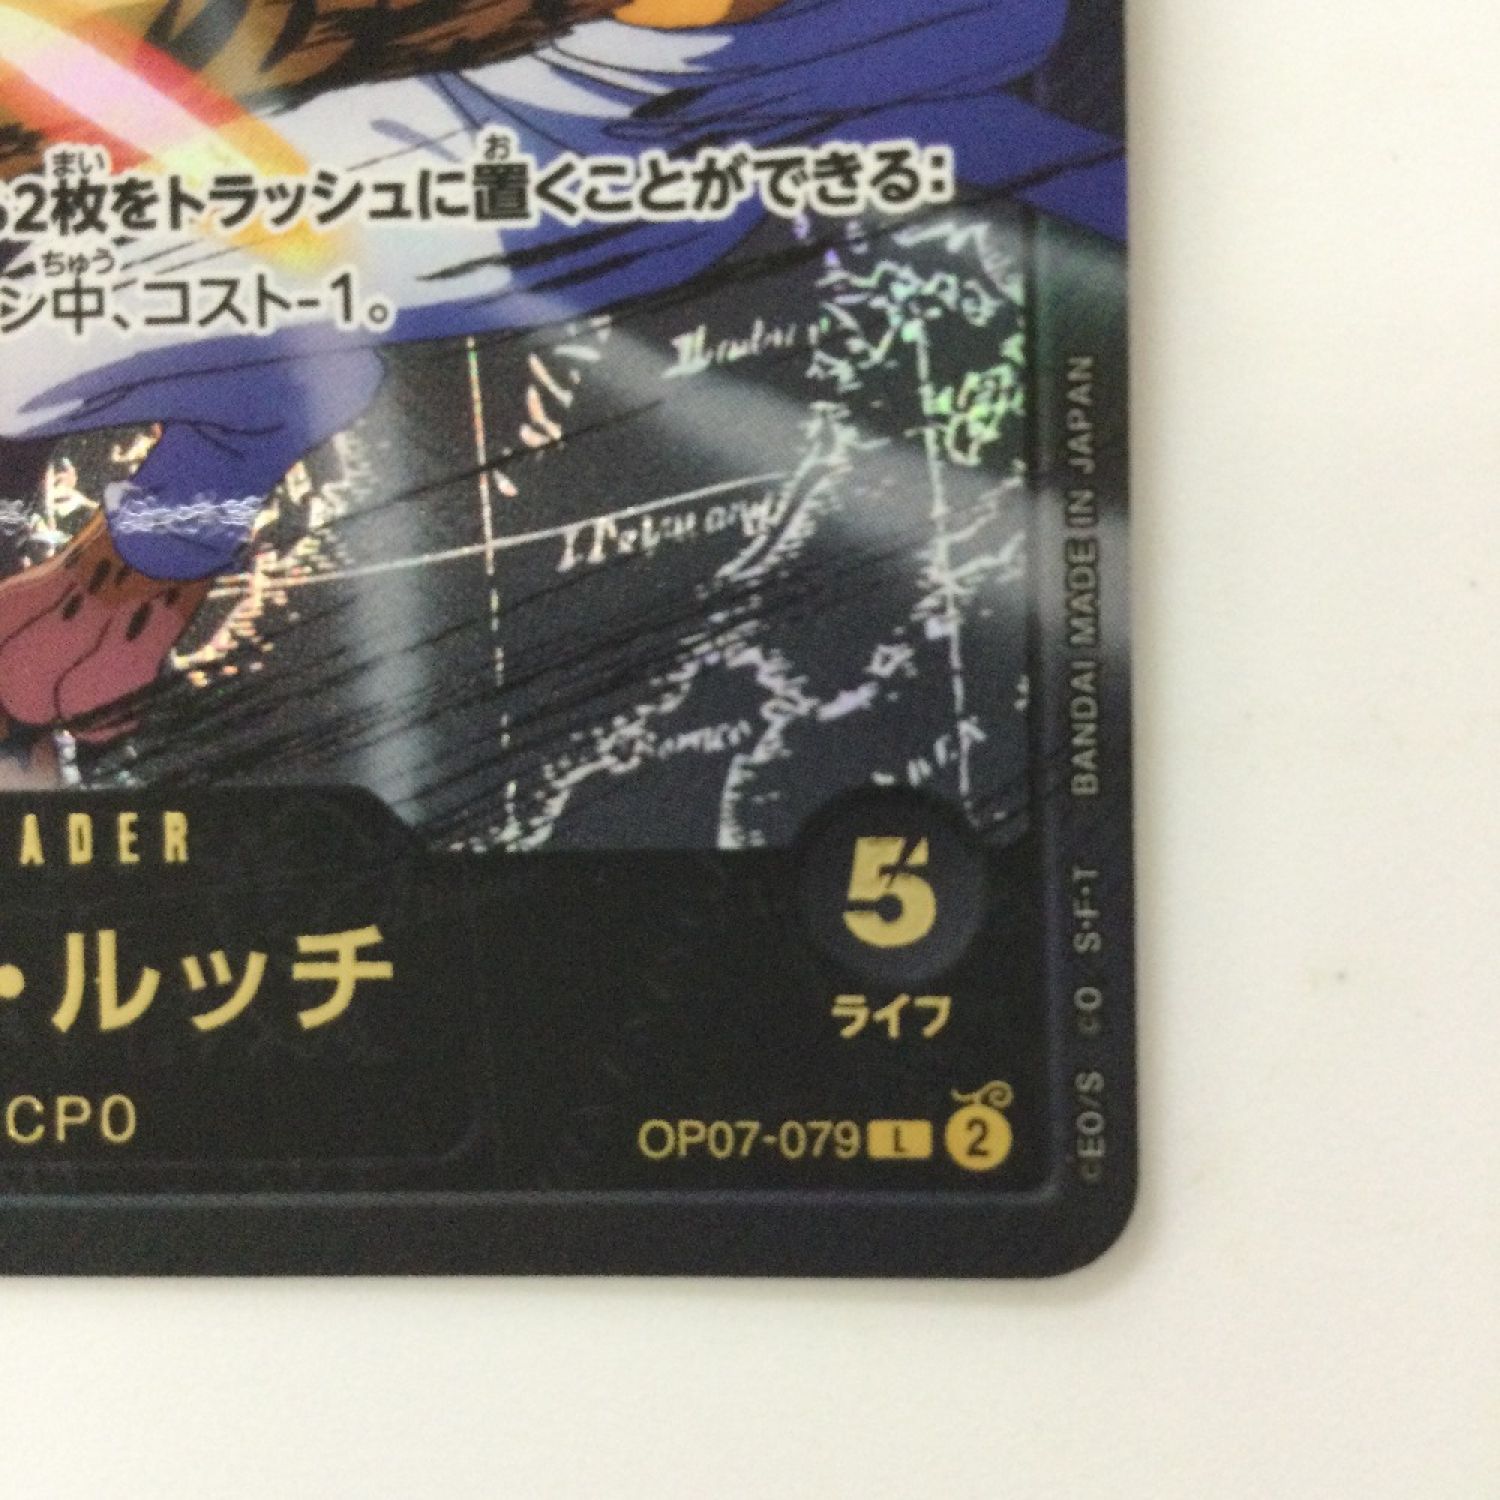 2枚をトラッシュに置くことができる:
まい
お
ン中、コスト-1。
ちゅう
ADER
・ルッチ
CP0
5
ライフ
OP07-079 L 2
BANDAI MADE IN JAPAN
S·F·T
cEO/S